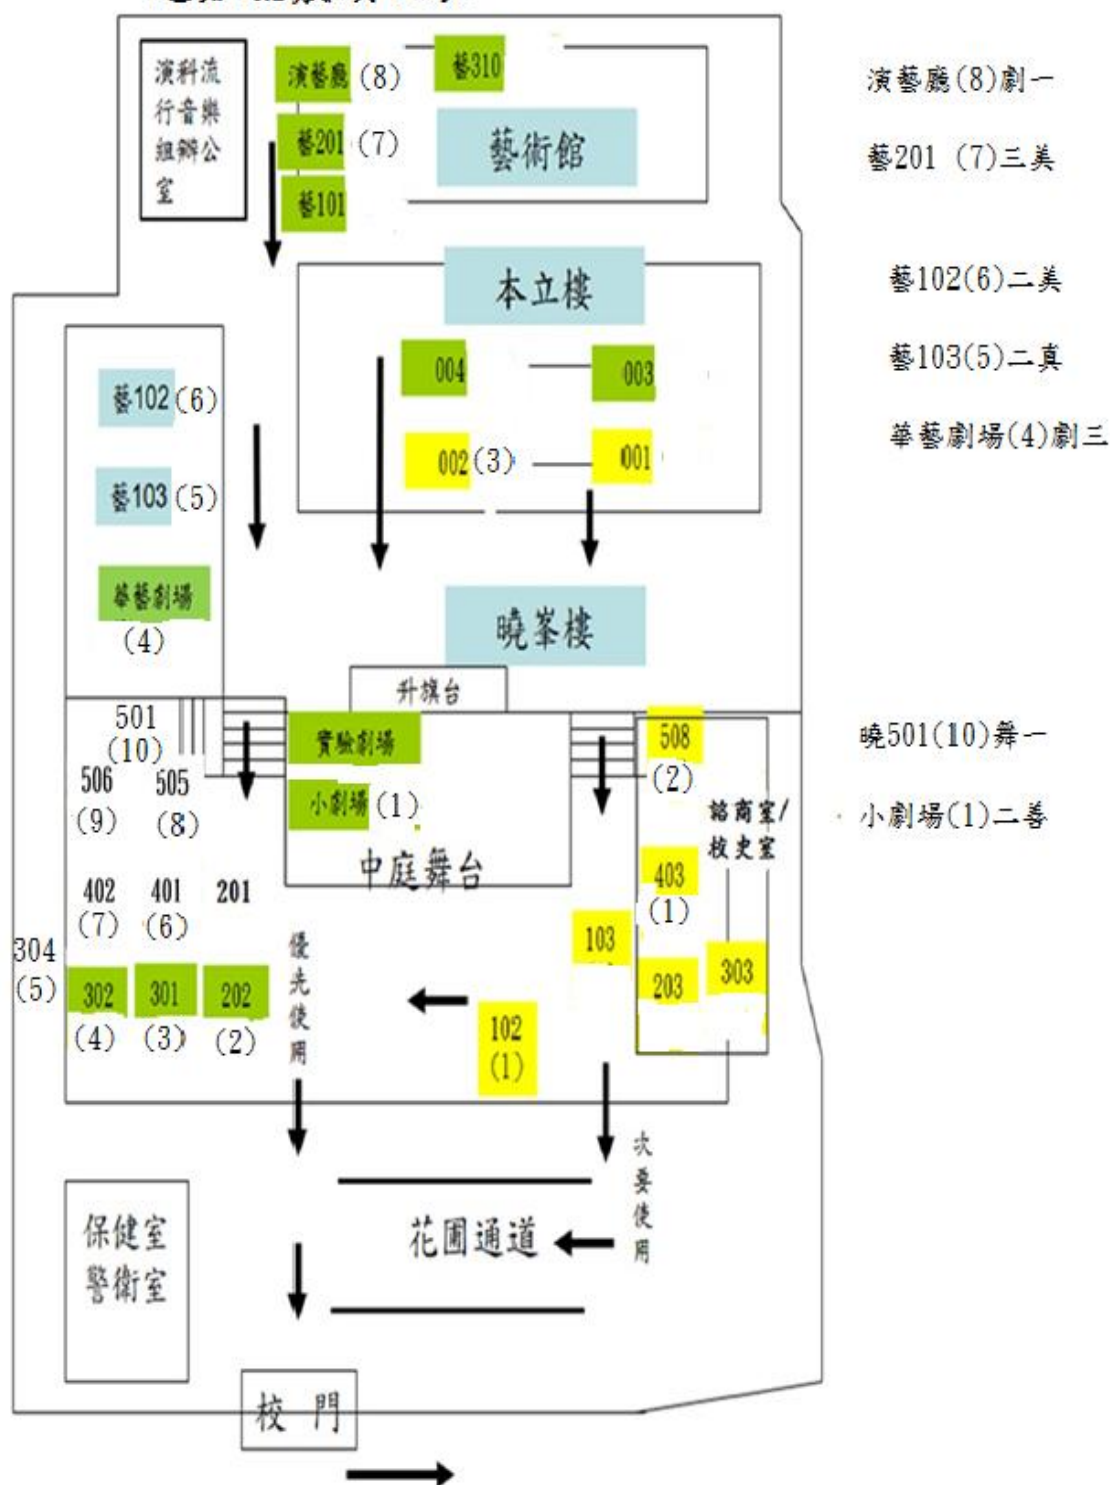 演科流
行音樂
組辦公
室
演藝廳(8)
藝310
藝201(7)
藝101
藝術館
演藝廳(8)劇一
藝201 (7)三美
本立樓
004
003
002(3)
001
藝102(6)
藝103(5)
華藝劇場
(4)
藝102(6)二美
藝103(5)二真
華藝劇場(4)劇三
曉峯樓
升旗台
501
(10)
506
(9)
505
(8)
402
(7)
401
(6)
201
304
(5)
302
(4)
301
(3)
202
(2)
實驗劇場
小劇場(1)
中庭舞台
508
(2)
諮商室/
校史室
403
(1)
103
203
303
102
(1)
曉501(10)舞一
小劇場(1)二善
優先使用
次要使用
保健室
警衛室
花圃通道
校 門